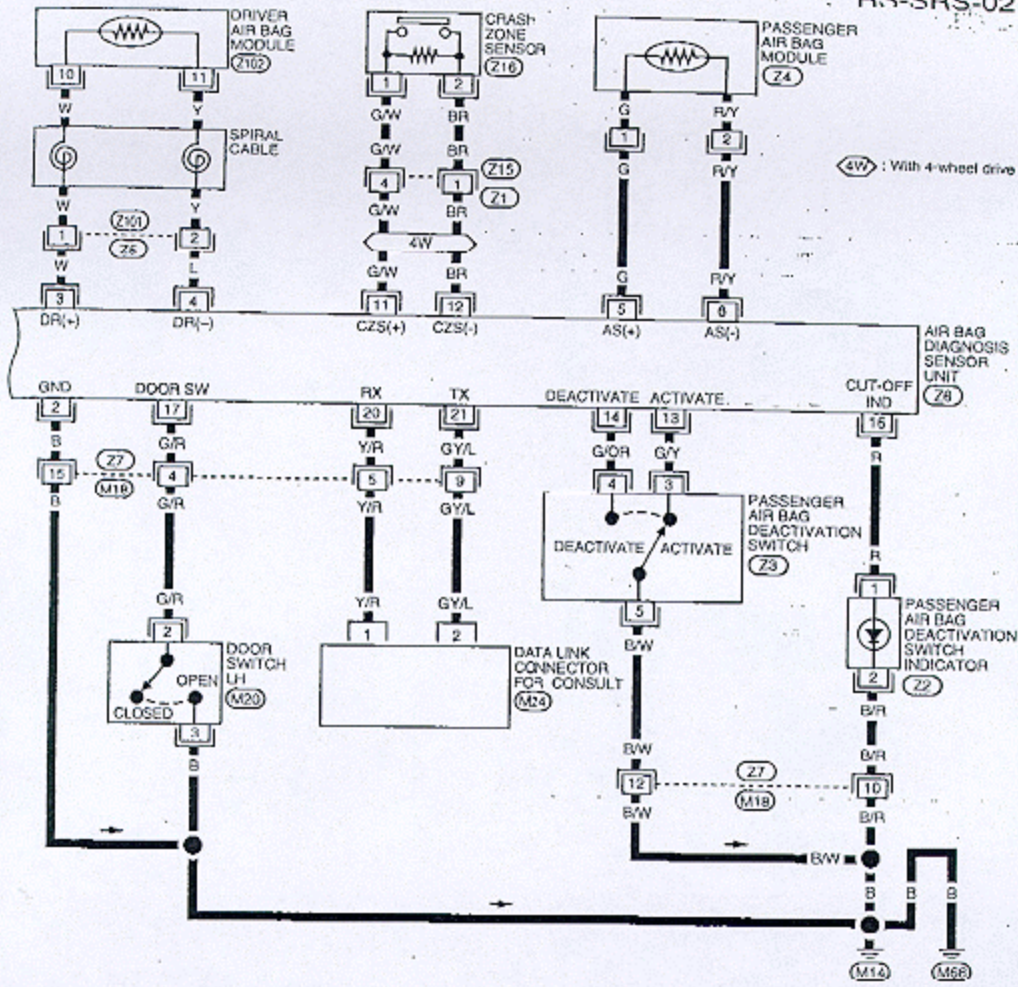 RS-SRS-02
DRIVER
AIR BAG
MODULE
Z102
CRASH
ZONE
SENSOR
Z16
PASSENGER
AIR BAG
MODULE
Z4
10 11
1 2
W Y
G/W BR
G R/Y
SPIRAL
CABLE
1 2
G/W BR
4W : With 4-wheel drive
4 1
Z15
Z1
G R/Y
W Y
G/W BR
1 2
Z101
4W
W L
G/W BR
G R/Y
3 4 11 12 5 6
DR(+) DR(–) CZS(+) CZS(-) AS(+) AS(-)
AIR BAG
DIAGNOSIS
SENSOR
UNIT
GND DOOR SW RX TX DEACTIVATE ACTIVATE
CUT-OFF
IND
2 17 20 21 14 13 16
B G/R Y/R GY/L G/OR G/Y R
15 4 5 9
Z7
M18
4 3
B G/R Y/R GY/L
PASSENGER
AIR BAG
DEACTIVATION
SWITCH
Z3
DEACTIVATE ACTIVATE
5
G/R Y/R GY/L B/W R
2 1 2 1
DOOR
SWITCH
LH
M20
OPEN
CLOSED
3
B
DATA LINK
CONNECTOR
FOR CONSULT
M24
PASSENGER
AIR BAG
DEACTIVATION
SWITCH
INDICATOR
Z2
2
B/R
B/W B/R
12 10
Z7
M18
B/W B/R
B/W
B B B
M14 M66